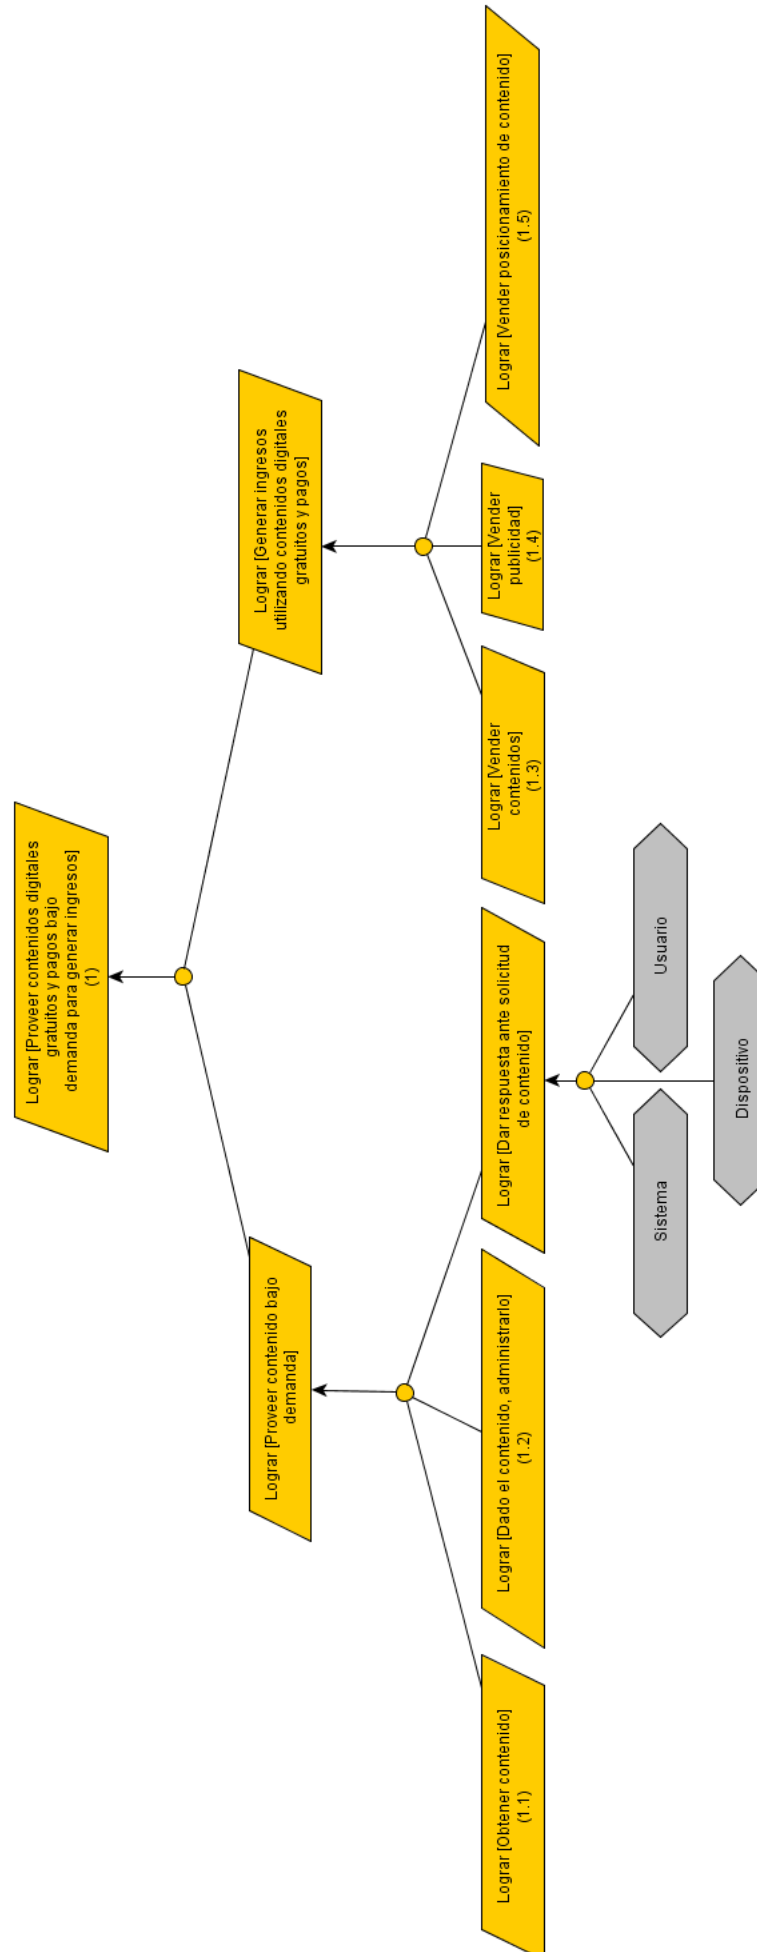 Lograr [Proveer contenidos digitales
gratuitos y pagos bajo
demanda para generar ingresos]
(1)
Lograr [Proveer contenido bajo
demanda]
Lograr [Generar ingresos
utilizando contenidos digitales
gratuitos y pagos]
Lograr [Obtener contenido]
(1.1)
Lograr [Dado el contenido, administrarlo]
(1.2)
Lograr [Dar respuesta ante solicitud
de contenido]
Lograr [Vender
contenidos]
(1.3)
Lograr [Vender
publicidad]
(1.4)
Lograr [Vender posicionamiento de contenido]
(1.5)
Sistema
Usuario
Dispositivo